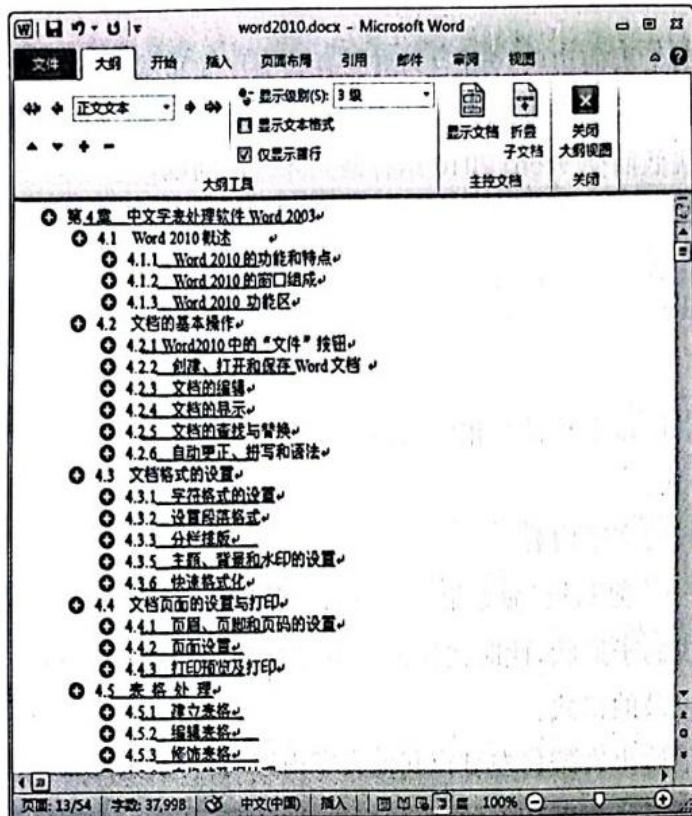 word2010.docx - Microsoft Word
文件 大纲 开始 插入 页面布局 引用 邮件 审阅 视图
正文文本
显示级别(S): 3 级
显示文本格式
仅显示首行
大纲工具
显示文档
折叠
子文档
主控文档
关闭
大纲视图
关闭
第4章 中文字表处理软件 Word 2003
4.1 Word 2010 概述
4.1.1 Word 2010 的功能和特点
4.1.2 Word 2010 的窗口组成
4.1.3 Word 2010 功能区
4.2 文档的基本操作
4.2.1 Word2010 中的“文件”按钮
4.2.2 创建、打开和保存 Word 文档
4.2.3 文档的编辑
4.2.4 文档的显示
4.2.5 文档的查找与替换
4.2.6 自动更正、拼写和语法
4.3 文档格式的设置
4.3.1 字符格式的设置
4.3.2 设置段落格式
4.3.3 分栏排版
4.3.5 主题、背景和水印的设置
4.3.6 快速格式化
4.4 文档页面的设置与打印
4.4.1 页眉、页脚和页码的设置
4.4.2 页面设置
4.4.3 打印预览及打印
4.5 表 格 处 理
4.5.1 建立表格
4.5.2 编辑表格
4.5.3 修饰表格
页面: 13/54 字数: 37,998 中文(中国) 插入 100%